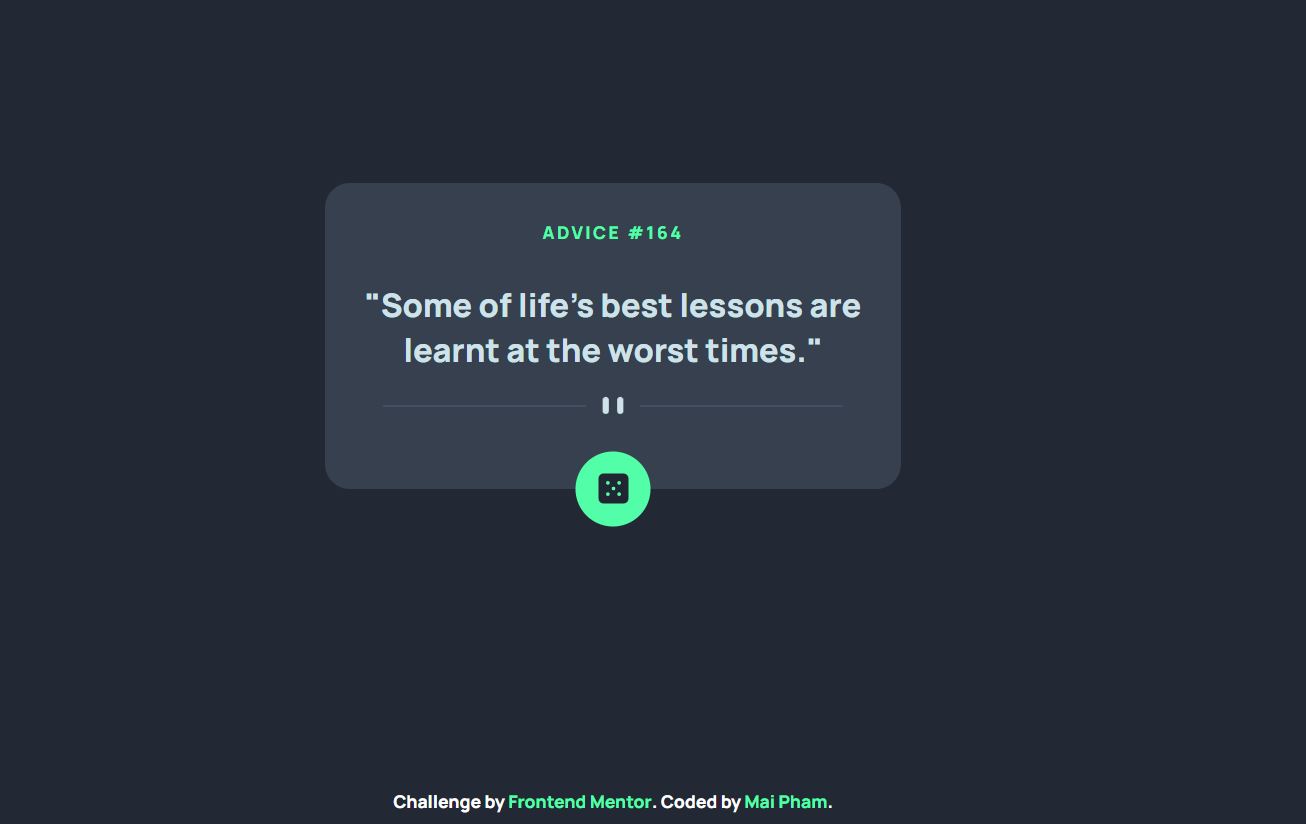 ADVICE #164
"Some of life's best lessons are
learnt at the worst times."
Challenge by Frontend Mentor. Coded by Mai Pham.